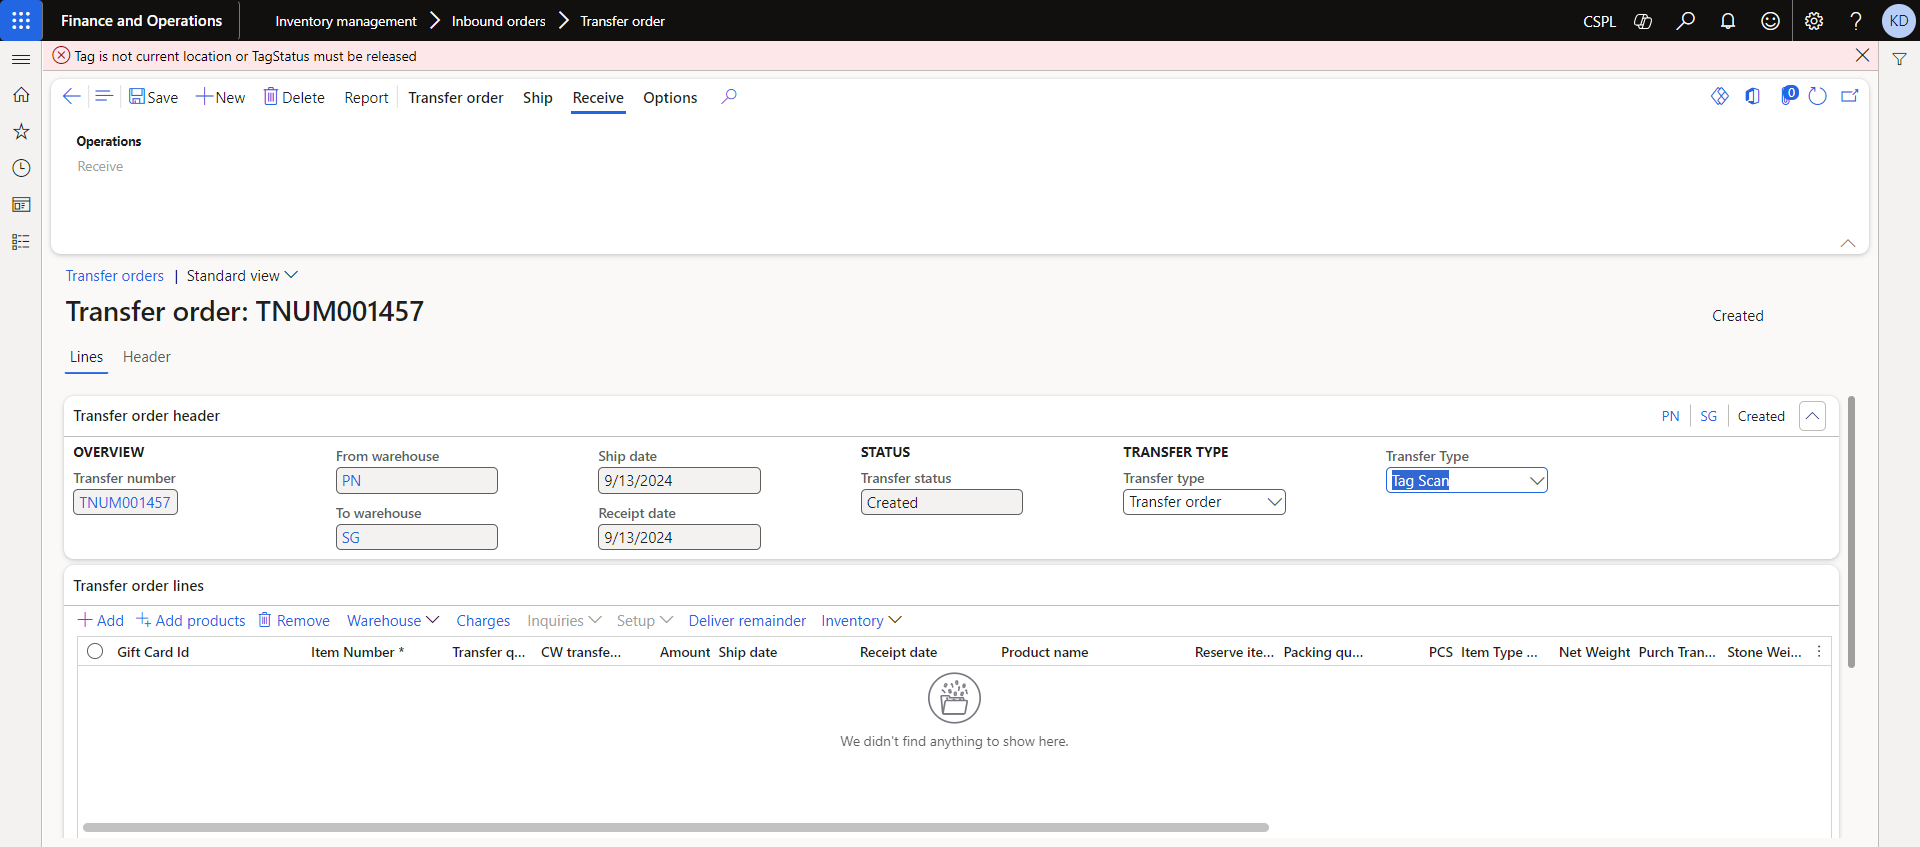 Finance and Operations
Inventory management
Inbound orders
Transfer order
CSPL
KD
Tag is not current location or TagStatus must be released
Save
New
Delete
Report
Transfer order
Ship
Receive
Options
0
Operations
Receive
Transfer orders | Standard view
Transfer order: TNUM001457
Created
Lines
Header
Transfer order header
PN
SG
Created
OVERVIEW
Transfer number
TNUM001457
From warehouse
PN
To warehouse
SG
Ship date
9/13/2024
Receipt date
9/13/2024
STATUS
Transfer status
Created
TRANSFER TYPE
Transfer type
Transfer order
Transfer Type
Tag Scan
Transfer order lines
Add
Add products
Remove
Warehouse
Charges
Inquiries
Setup
Deliver remainder
Inventory
Gift Card Id
Item Number *
Transfer q...
CW transfe...
Amount
Ship date
Receipt date
Product name
Reserve ite...
Packing qu...
PCS
Item Type ...
Net Weight
Purch Tran...
Stone Wei...
We didn't find anything to show here.